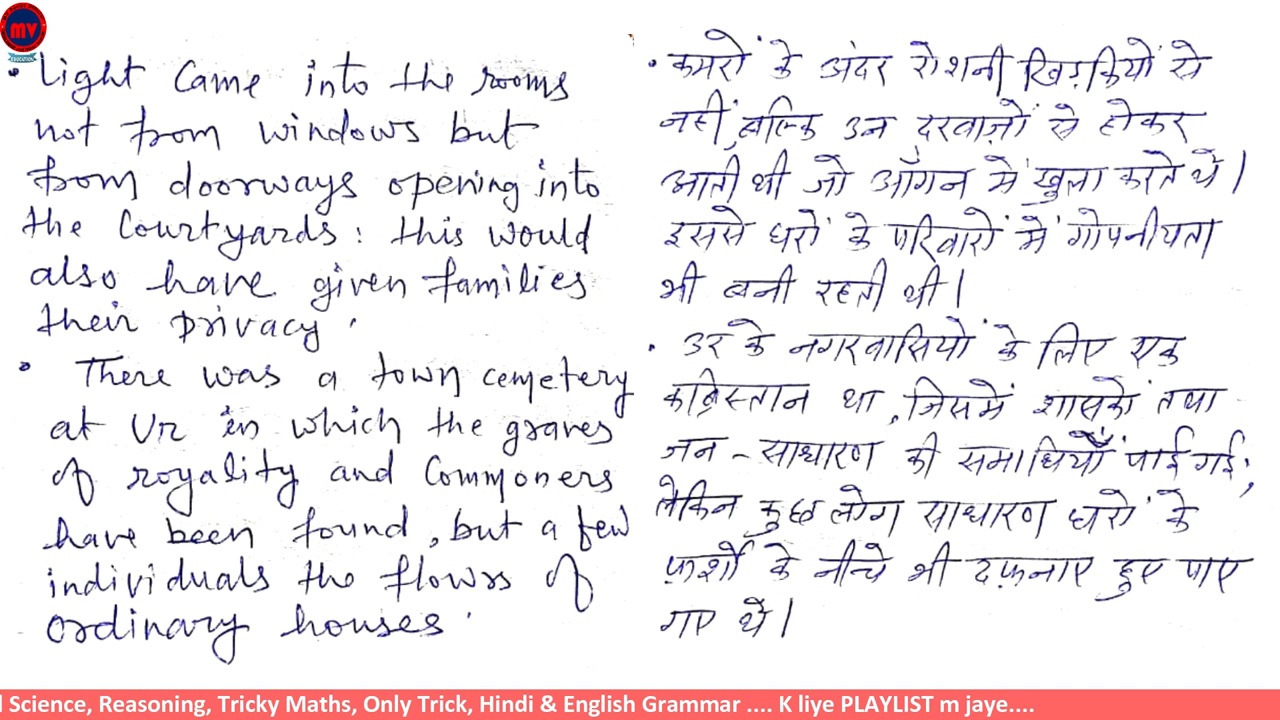 mv
EDUCATION
• Light Came into the rooms
not from windows but
from doorways opening into
the Courtyards : this would
also have given families
their privacy.
• There was a town cemetery
at Ur in which the graves
of royality and Commoners
have been found, but a few
individuals the flowrs of
ordinary houses.
• कमरों के अंदर रोशनी खिड़कियों से
नहीं, बल्कि उन दरवाज़ों से होकर
आती थी जो आँगन में खुला करते थे।
इससे घरों के परिवारों में गोपनीयता
भी बनी रहती थी।
• उर के नगरवासियों के लिए एक
कब्रिस्तान था, जिसमें शासकों तथा
जन - साधारण की समाधियाँ पाई गई;
लेकिन कुछ लोग साधारण घरों के
फ़र्शों के नीचे भी दफ़नाए हुए पाए
गए थे।
Science, Reasoning, Tricky Maths, Only Trick, Hindi & English Grammar .... K liye PLAYLIST m jaye....